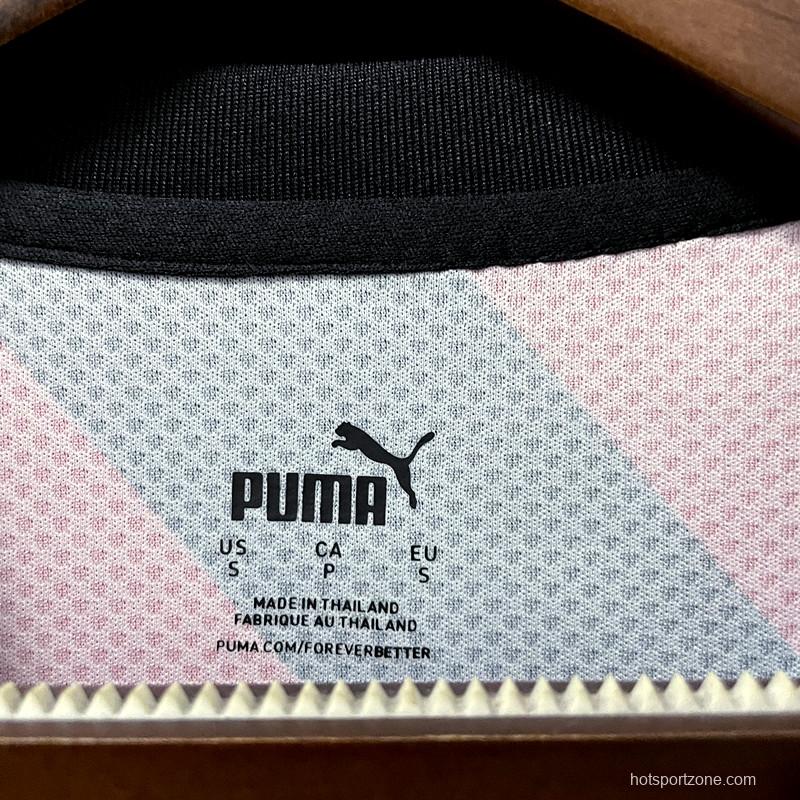 PUMA
US CA EU
S P S
MADE IN THAILAND
FABRIQUE AU THAILAND
PUMA.COM/FOREVERBETTER
hotsportzone.com